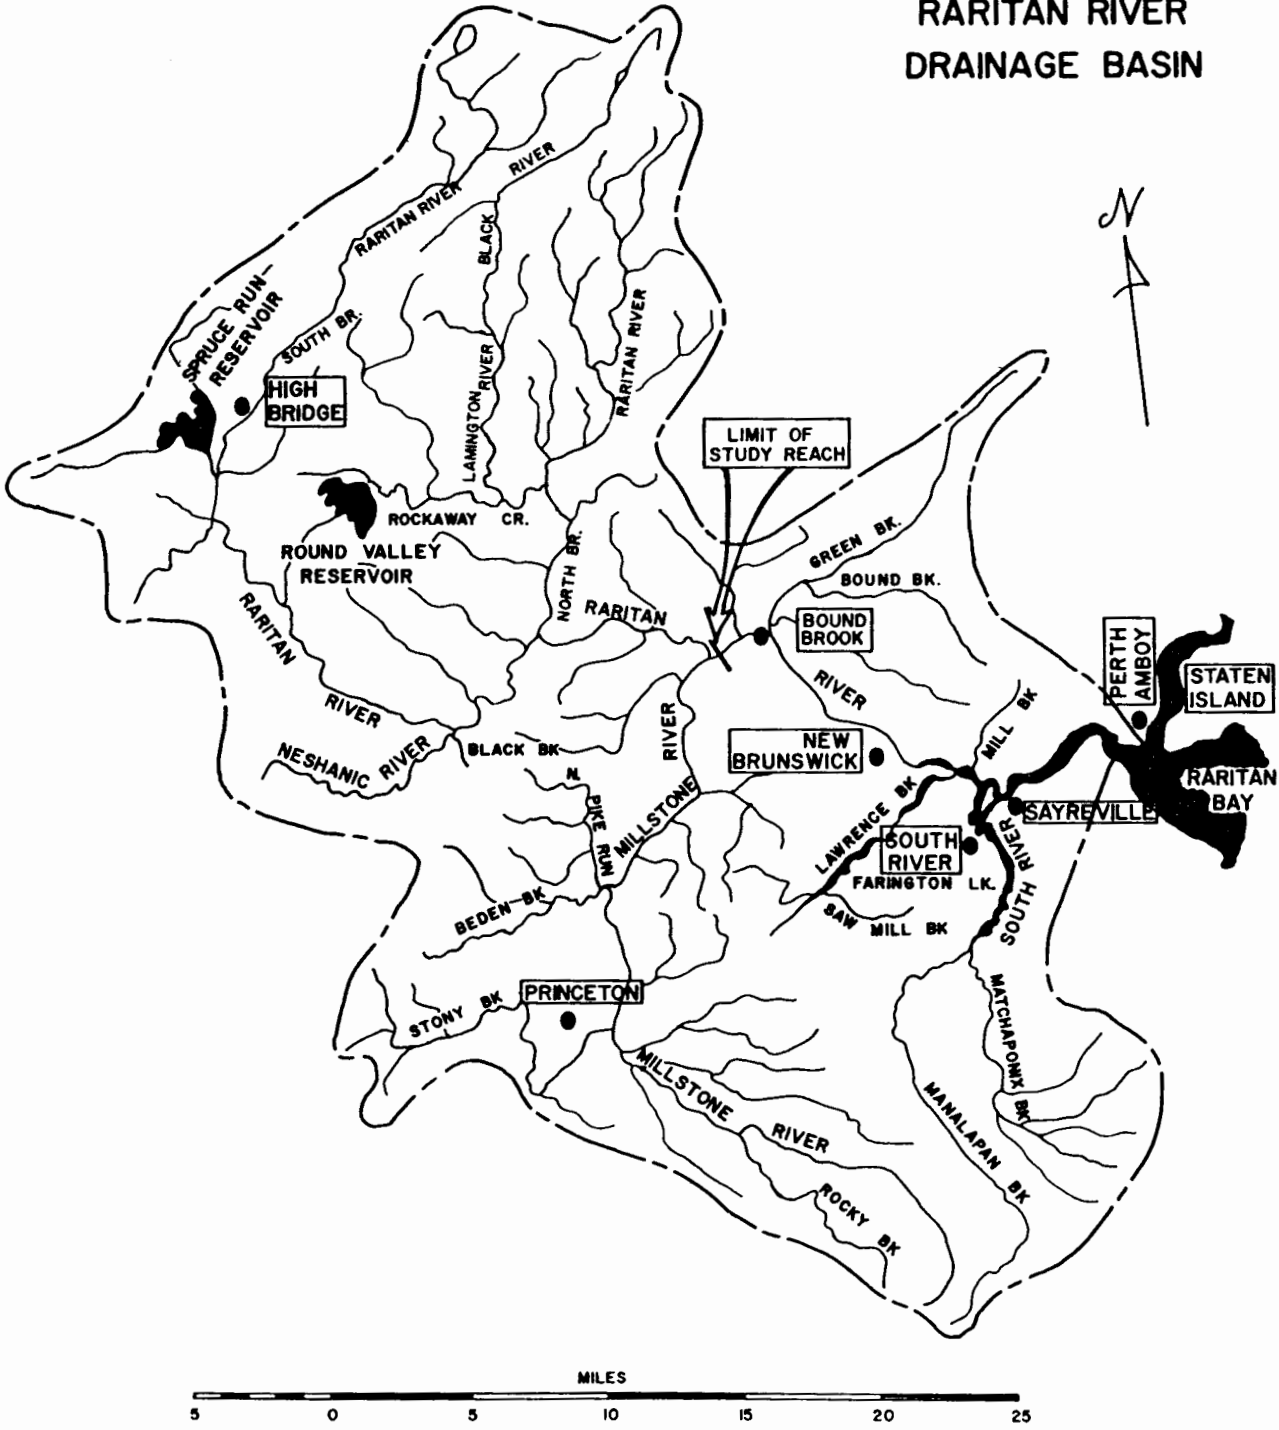 RARITAN RIVER
DRAINAGE BASIN
N
RIVER
RARITAN RIVER
BLACK
SPRUCE RUN
RESERVOIR
SOUTH BR.
RARITAN RIVER
HIGH
BRIDGE
LAMINGTON RIVER
LIMIT OF
STUDY REACH
ROCKAWAY CR.
GREEN BK.
ROUND VALLEY
RESERVOIR
NORTH BR.
BOUND BK.
RARITAN
RARITAN
BOUND
BROOK
PERTH
AMBOY
STATEN
ISLAND
RIVER
RIVER
MILL BK
NESHANIC RIVER
BLACK BK
RIVER
NEW
BRUNSWICK
RARITAN
BAY
N.
PIKE RUN
MILLSTONE
LAWRENCE BK
SAYREVILLE
SOUTH
RIVER
SOUTH RIVER
FARINGTON LK.
BEDEN BK
SAW MILL BK
PRINCETON
STONY BK
MATCHAPONIX BK
MILLSTONE
RIVER
MANALAPAN BK
ROCKY BK
MILES
5 0 5 10 15 20 25